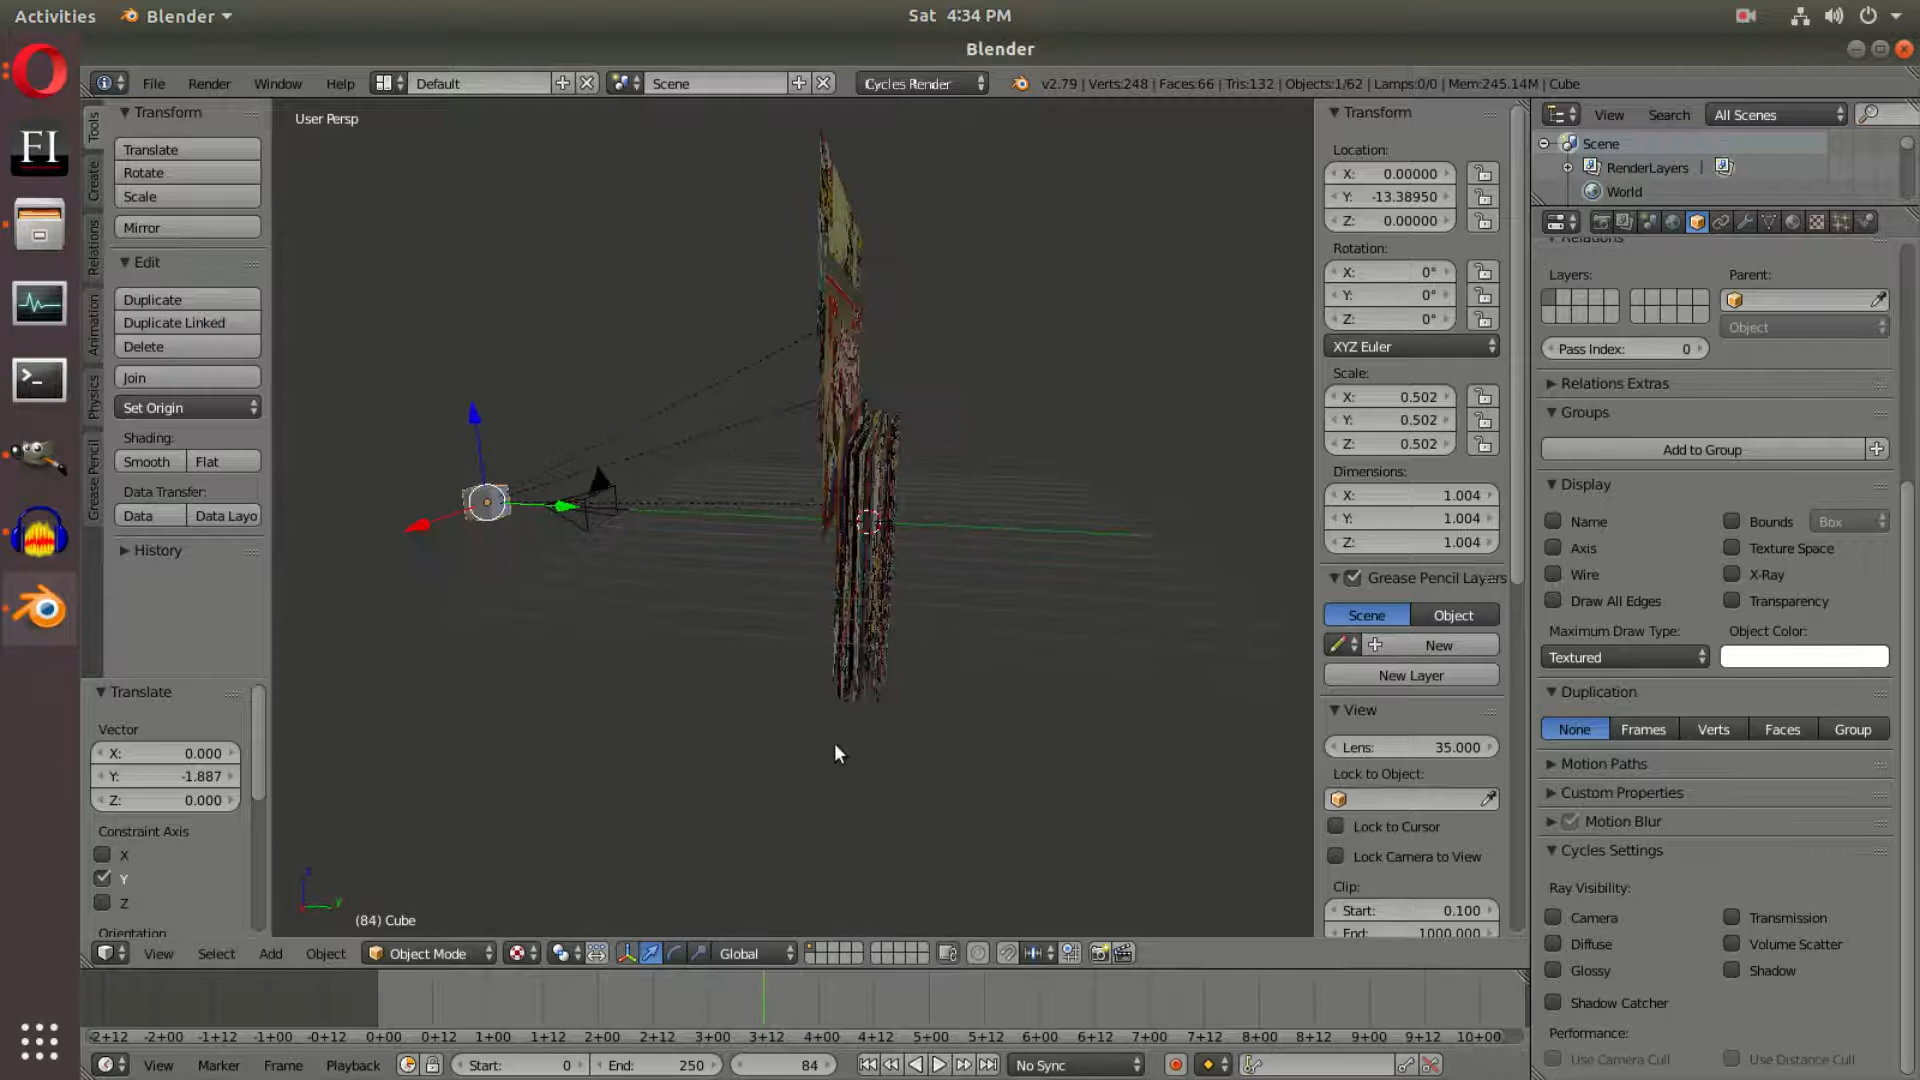 Activities Blender Sat 4:34 PM
Blender
File Render Window Help Default Scene Cycles Render v2.79 | Verts:248 | Faces:66 | Tris:132 | Objects:1/62 | Lamps:0/0 | Mem:245.14M | Cube
FI
Tools
Create
Relations
Animation
Physics
Grease Pencil
Transform
Translate
Rotate
Scale
Mirror
Edit
Duplicate
Duplicate Linked
Delete
Join
Set Origin
Shading:
Smooth Flat
Data Transfer:
Data Data Layo
History
Translate
Vector
X: 0.000
Y: -1.887
Z: 0.000
Constraint Axis
X
Y
Z
Orientation
User Persp
(84) Cube
Transform
Location:
X: 0.00000
Y: -13.38950
Z: 0.00000
Rotation:
X: 0°
Y: 0°
Z: 0°
XYZ Euler
Scale:
X: 0.502
Y: 0.502
Z: 0.502
Dimensions:
X: 1.004
Y: 1.004
Z: 1.004
Grease Pencil Layers
Scene Object
New
New Layer
View
Lens: 35.000
Lock to Object:
Lock to Cursor
Lock Camera to View
Clip:
Start: 0.100
End: 1000.000
View Search All Scenes
Scene
RenderLayers
World
Relations
Layers: Parent:
Object
Pass Index: 0
Relations Extras
Groups
Add to Group
Display
Name Bounds Box
Axis Texture Space
Wire X-Ray
Draw All Edges Transparency
Maximum Draw Type: Object Color:
Textured
Duplication
None Frames Verts Faces Group
Motion Paths
Custom Properties
Motion Blur
Cycles Settings
Ray Visibility:
Camera Transmission
Diffuse Volume Scatter
Glossy Shadow
Shadow Catcher
Performance:
Use Camera Cull Use Distance Cull
View Select Add Object Object Mode Global
-2+12 -2+00 -1+12 -1+00 -0+12 0+00 0+12 1+00 1+12 2+00 2+12 3+00 3+12 4+00 4+12 5+00 5+12 6+00 6+12 7+00 7+12 8+00 8+12 9+00 9+12 10+00
View Marker Frame Playback Start: 0 End: 250 84 No Sync